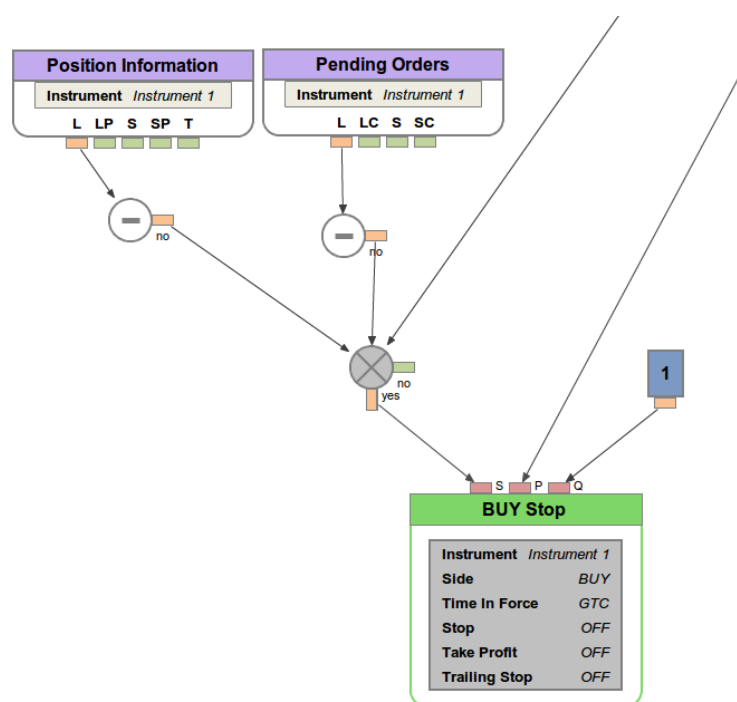 Position Information
Instrument Instrument 1
L LP S SP T
Pending Orders
Instrument Instrument 1
L LC S SC
no
no
no
yes
1
S P Q
BUY Stop
Instrument Instrument 1
Side BUY
Time In Force GTC
Stop OFF
Take Profit OFF
Trailing Stop OFF